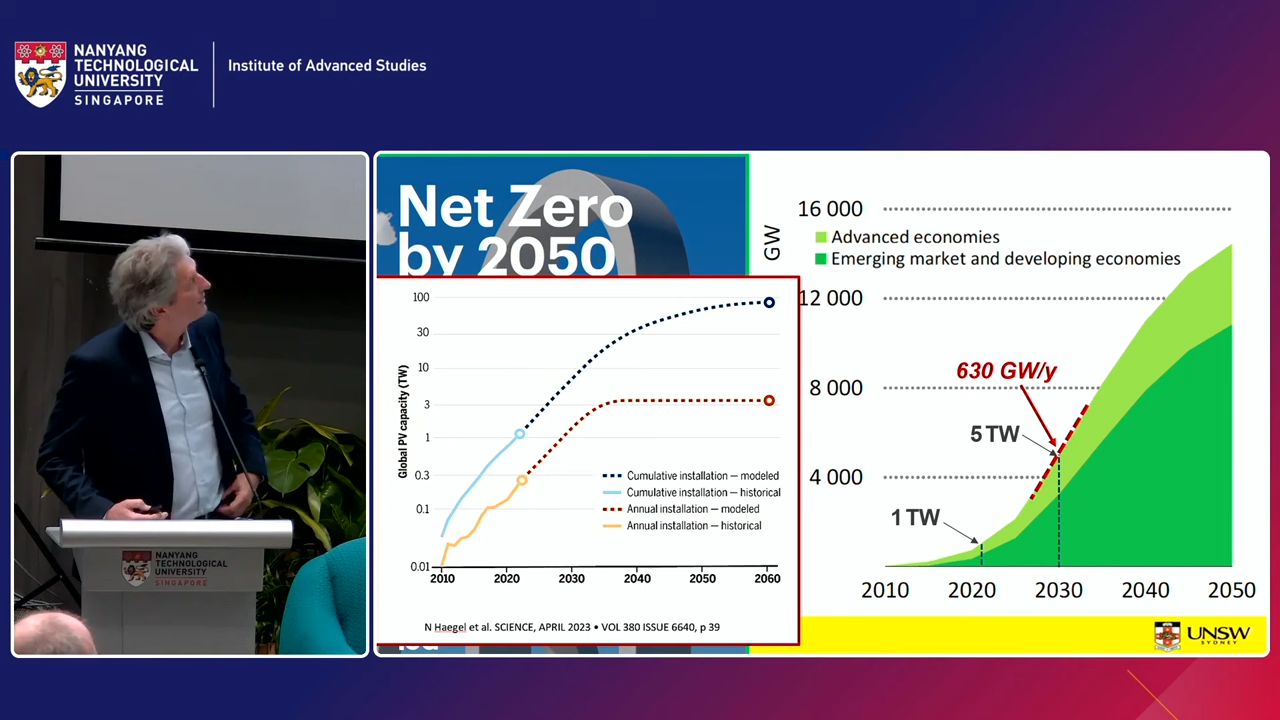 NANYANG
TECHNOLOGICAL
UNIVERSITY
SINGAPORE
Institute of Advanced Studies
NANYANG
TECHNOLOGICAL
UNIVERSITY
SINGAPORE
Net Zero
by 2050
Global PV capacity (TW)
100
30
10
3
1
0.3
0.1
0.01
2010
2020
2030
2040
2050
2060
Cumulative installation — modeled
Cumulative installation — historical
Annual installation — modeled
Annual installation — historical
N Haegel et al. SCIENCE, APRIL 2023 • VOL 380 ISSUE 6640, p 39
GW
16 000
12 000
8 000
4 000
Advanced economies
Emerging market and developing economies
630 GW/y
5 TW
1 TW
2010
2020
2030
2040
2050
UNSW
SYDNEY